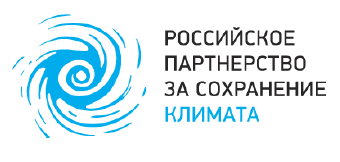 РОССИЙСКОЕ
ПАРТНЕРСТВО
ЗА СОХРАНЕНИЕ
КЛИМАТА